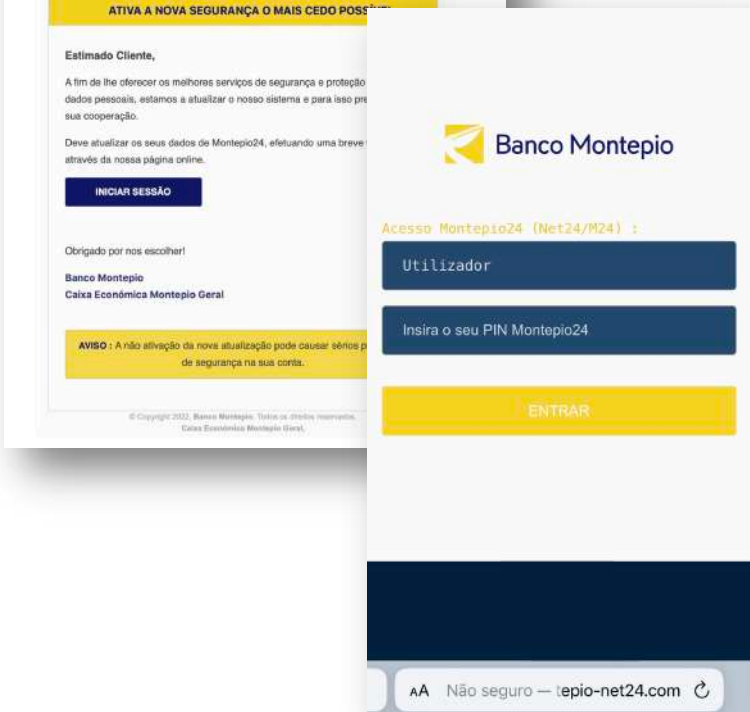 ATIVA A NOVA SEGURANÇA O MAIS CEDO
Estimado Cliente,
A fim de lhe oferecer os melhores serviços de segurança e proteção
dados pessoais, estamos a atualizar o nosso sistema e para isso
sua cooperação.
Deve atualizar os seus dados de Montepio24, efetuando uma breve
através da nossa página online.
INICIAR SESSÃO
Obrigado por nos escolher!
Banco Montepio
Caixa Económica Montepio Geral
AVISO : A não ativação da nova atualização pode causar sérios
de segurança na sua conta.
© Copyright 2022, Banco Montepio. Todos os direitos reservados.
Caixa Económica Montepio Geral,
Banco Montepio
Acesso Montepio24 (Net24/M24) :
Utilizador
Insira o seu PIN Montepio24
ENTRAR
AA Não seguro — tepio-net24.com